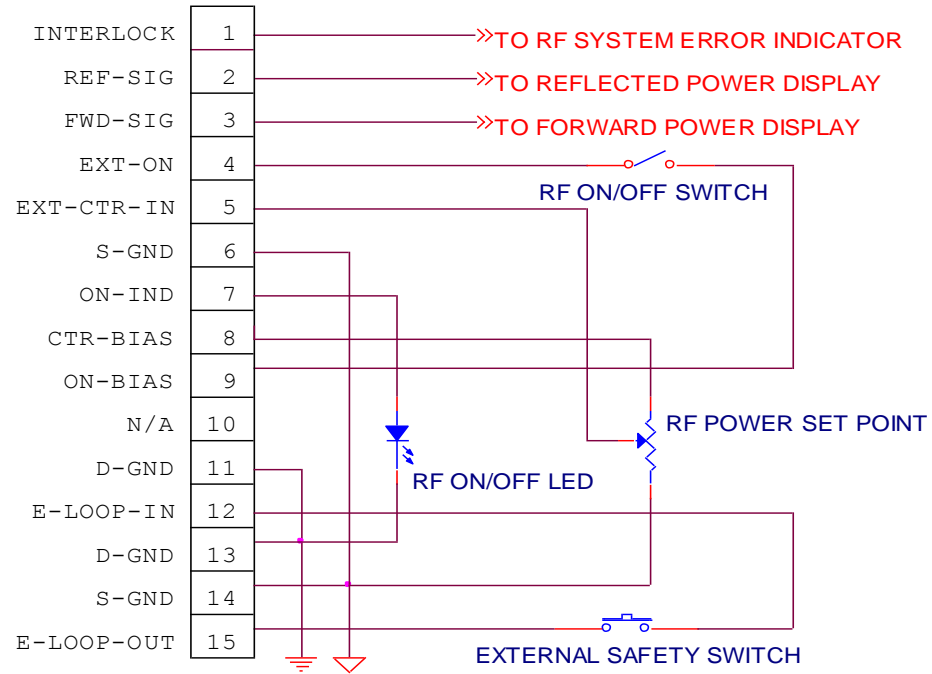 INTERLOCK 1 TO RF SYSTEM ERROR INDICATOR
REF-SIG 2 TO REFLECTED POWER DISPLAY
FWD-SIG 3 TO FORWARD POWER DISPLAY
EXT-ON 4
RF ON/OFF SWITCH
EXT-CTR-IN 5
S-GND 6
ON-IND 7
CTR-BIAS 8
ON-BIAS 9
N/A 10 RF POWER SET POINT
D-GND 11
RF ON/OFF LED
E-LOOP-IN 12
D-GND 13
S-GND 14
E-LOOP-OUT 15
EXTERNAL SAFETY SWITCH